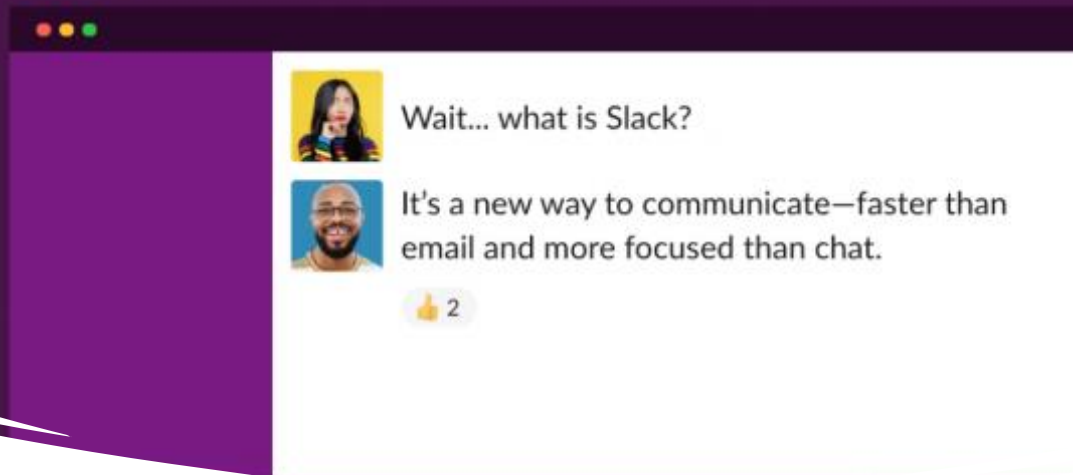 Wait... what is Slack?
It's a new way to communicate—faster than
email and more focused than chat.
👍 2